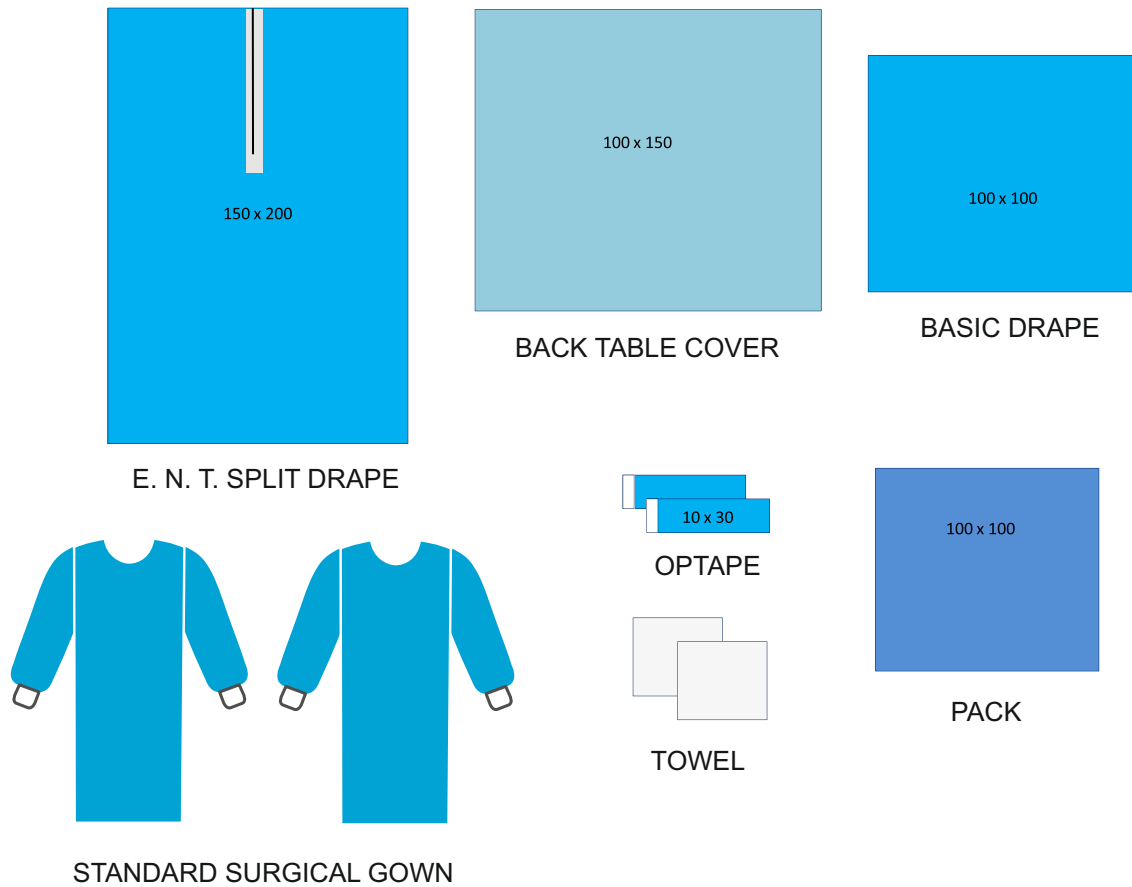 150 x 200
E. N. T. SPLIT DRAPE
100 x 150
BACK TABLE COVER
100 x 100
BASIC DRAPE
STANDARD SURGICAL GOWN
10 x 30
OPTAPE
TOWEL
100 x 100
PACK